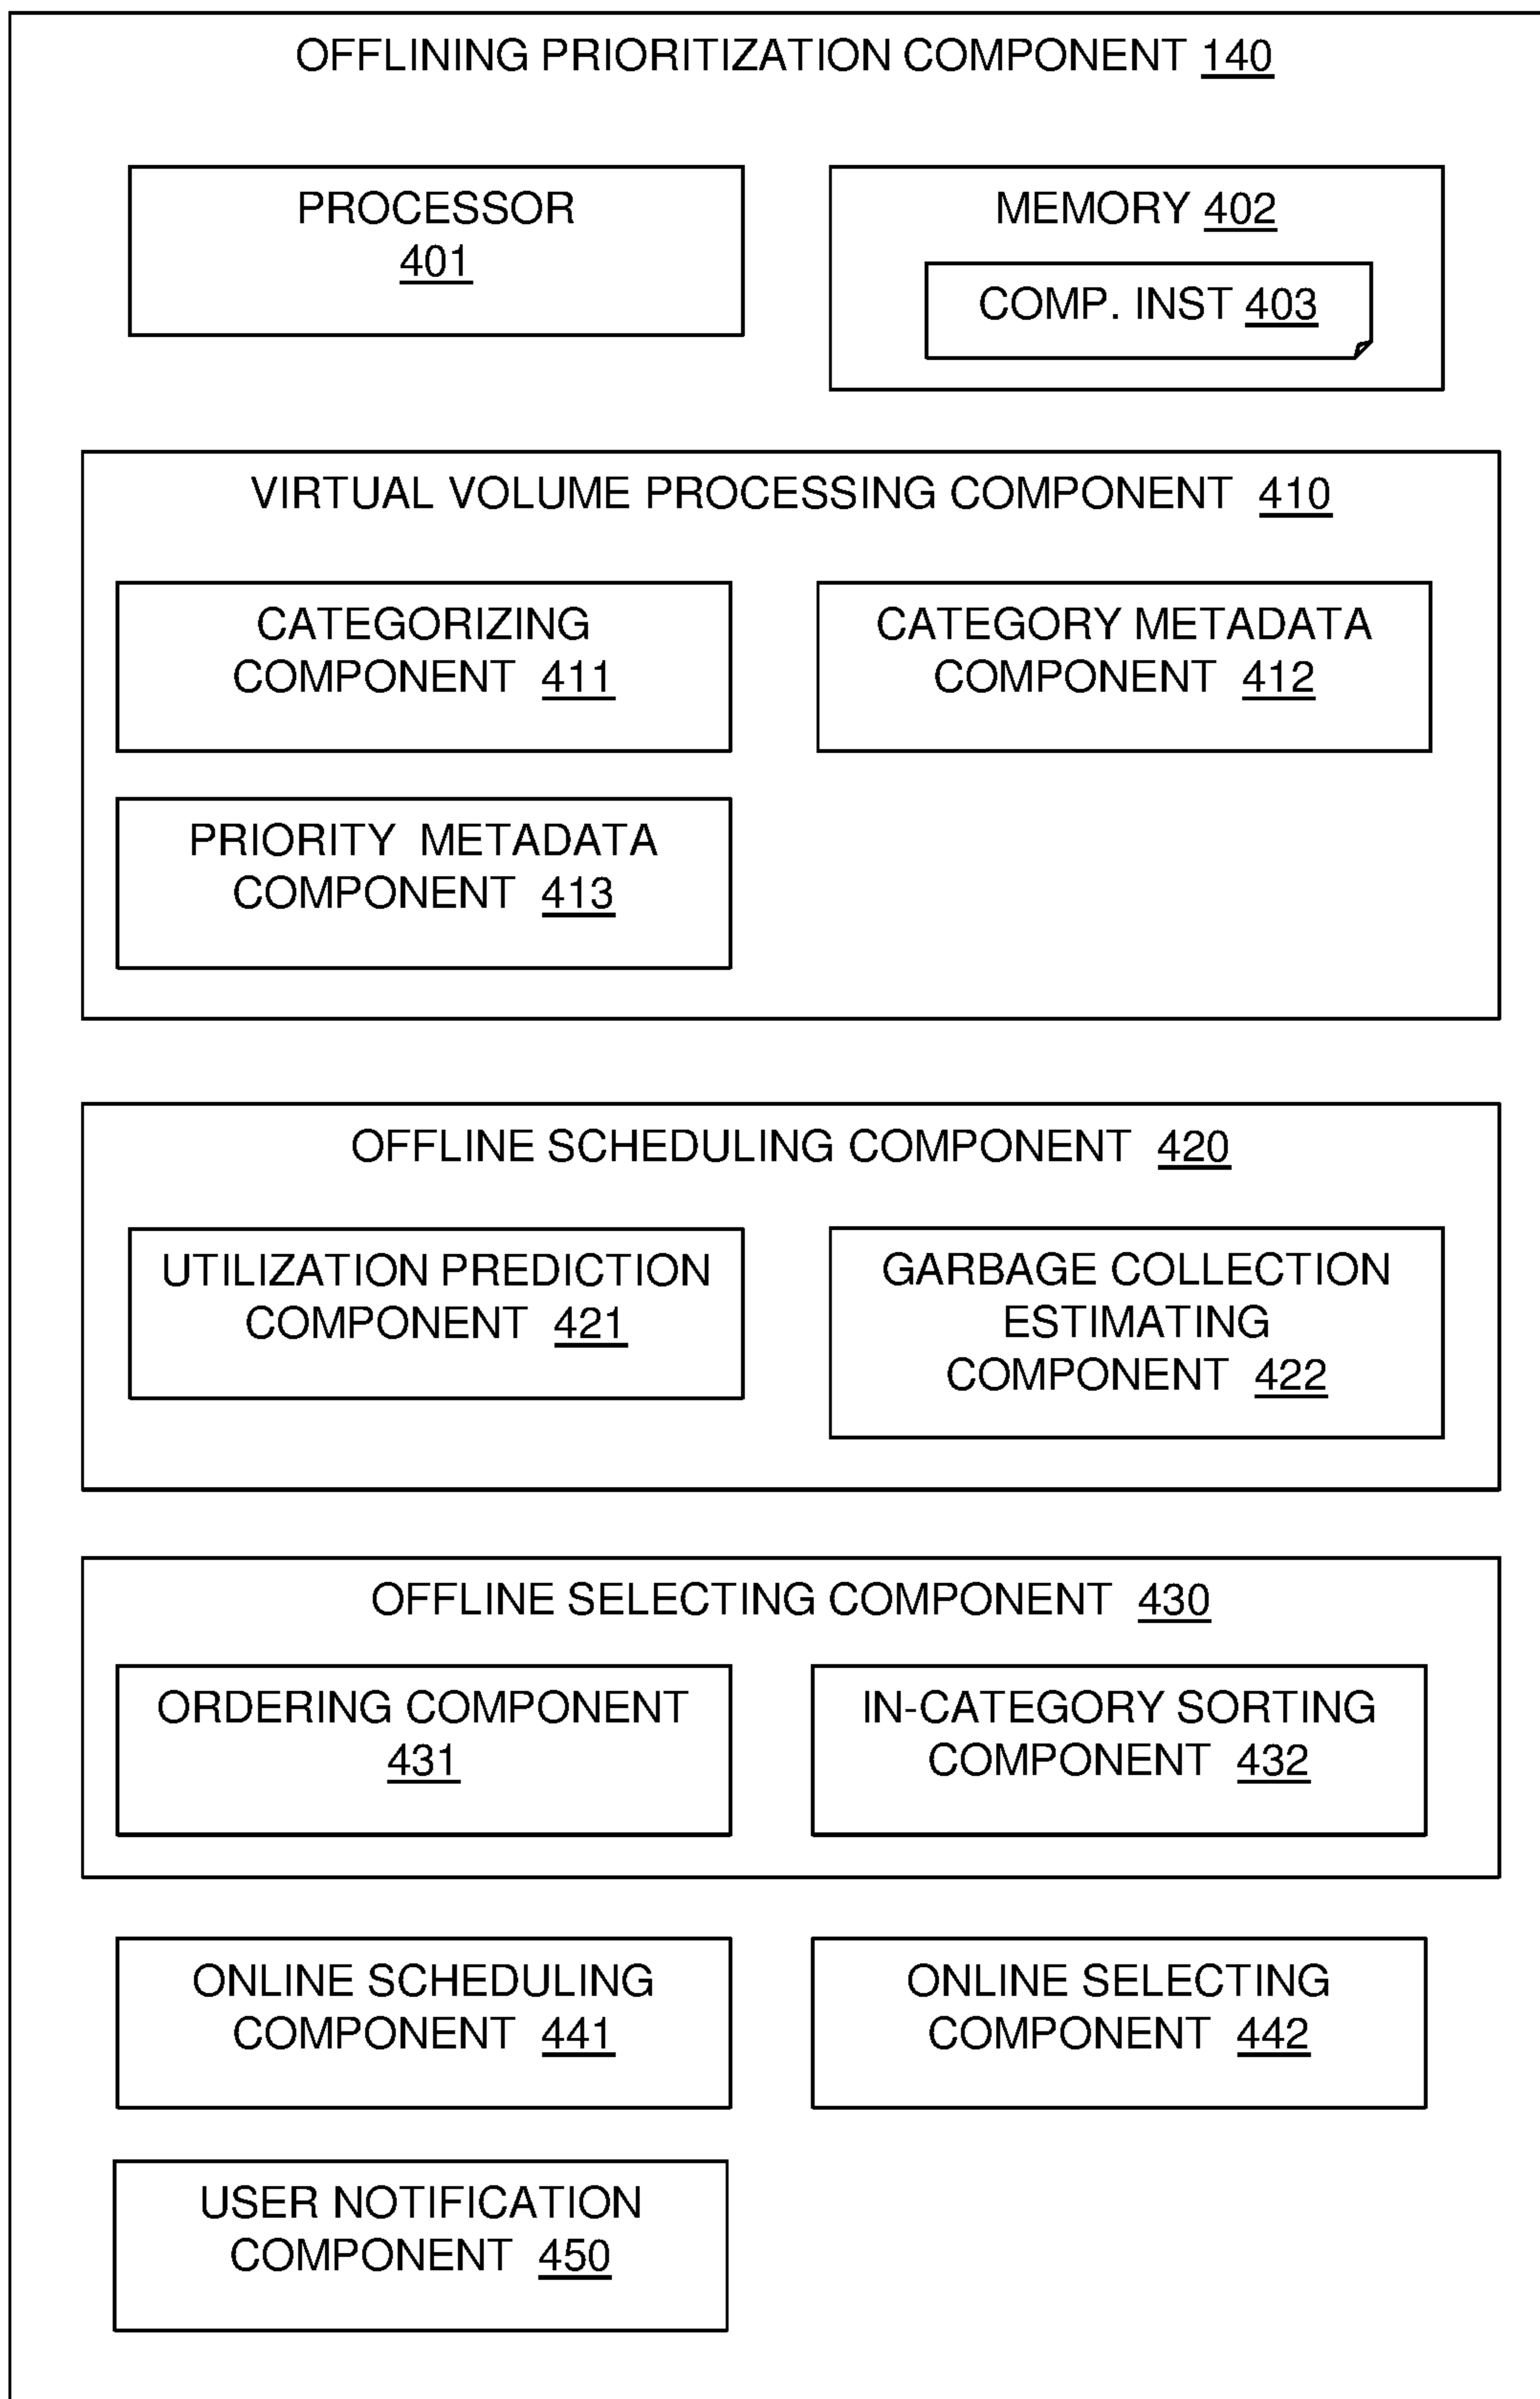 OFFLINING PRIORITIZATION COMPONENT 140
PROCESSOR
401
MEMORY 402
COMP. INST 403
VIRTUAL VOLUME PROCESSING COMPONENT 410
CATEGORIZING
COMPONENT 411
CATEGORY METADATA
COMPONENT 412
PRIORITY METADATA
COMPONENT 413
OFFLINE SCHEDULING COMPONENT 420
UTILIZATION PREDICTION
COMPONENT 421
GARBAGE COLLECTION
ESTIMATING
COMPONENT 422
OFFLINE SELECTING COMPONENT 430
ORDERING COMPONENT
431
IN-CATEGORY SORTING
COMPONENT 432
ONLINE SCHEDULING
COMPONENT 441
ONLINE SELECTING
COMPONENT 442
USER NOTIFICATION
COMPONENT 450